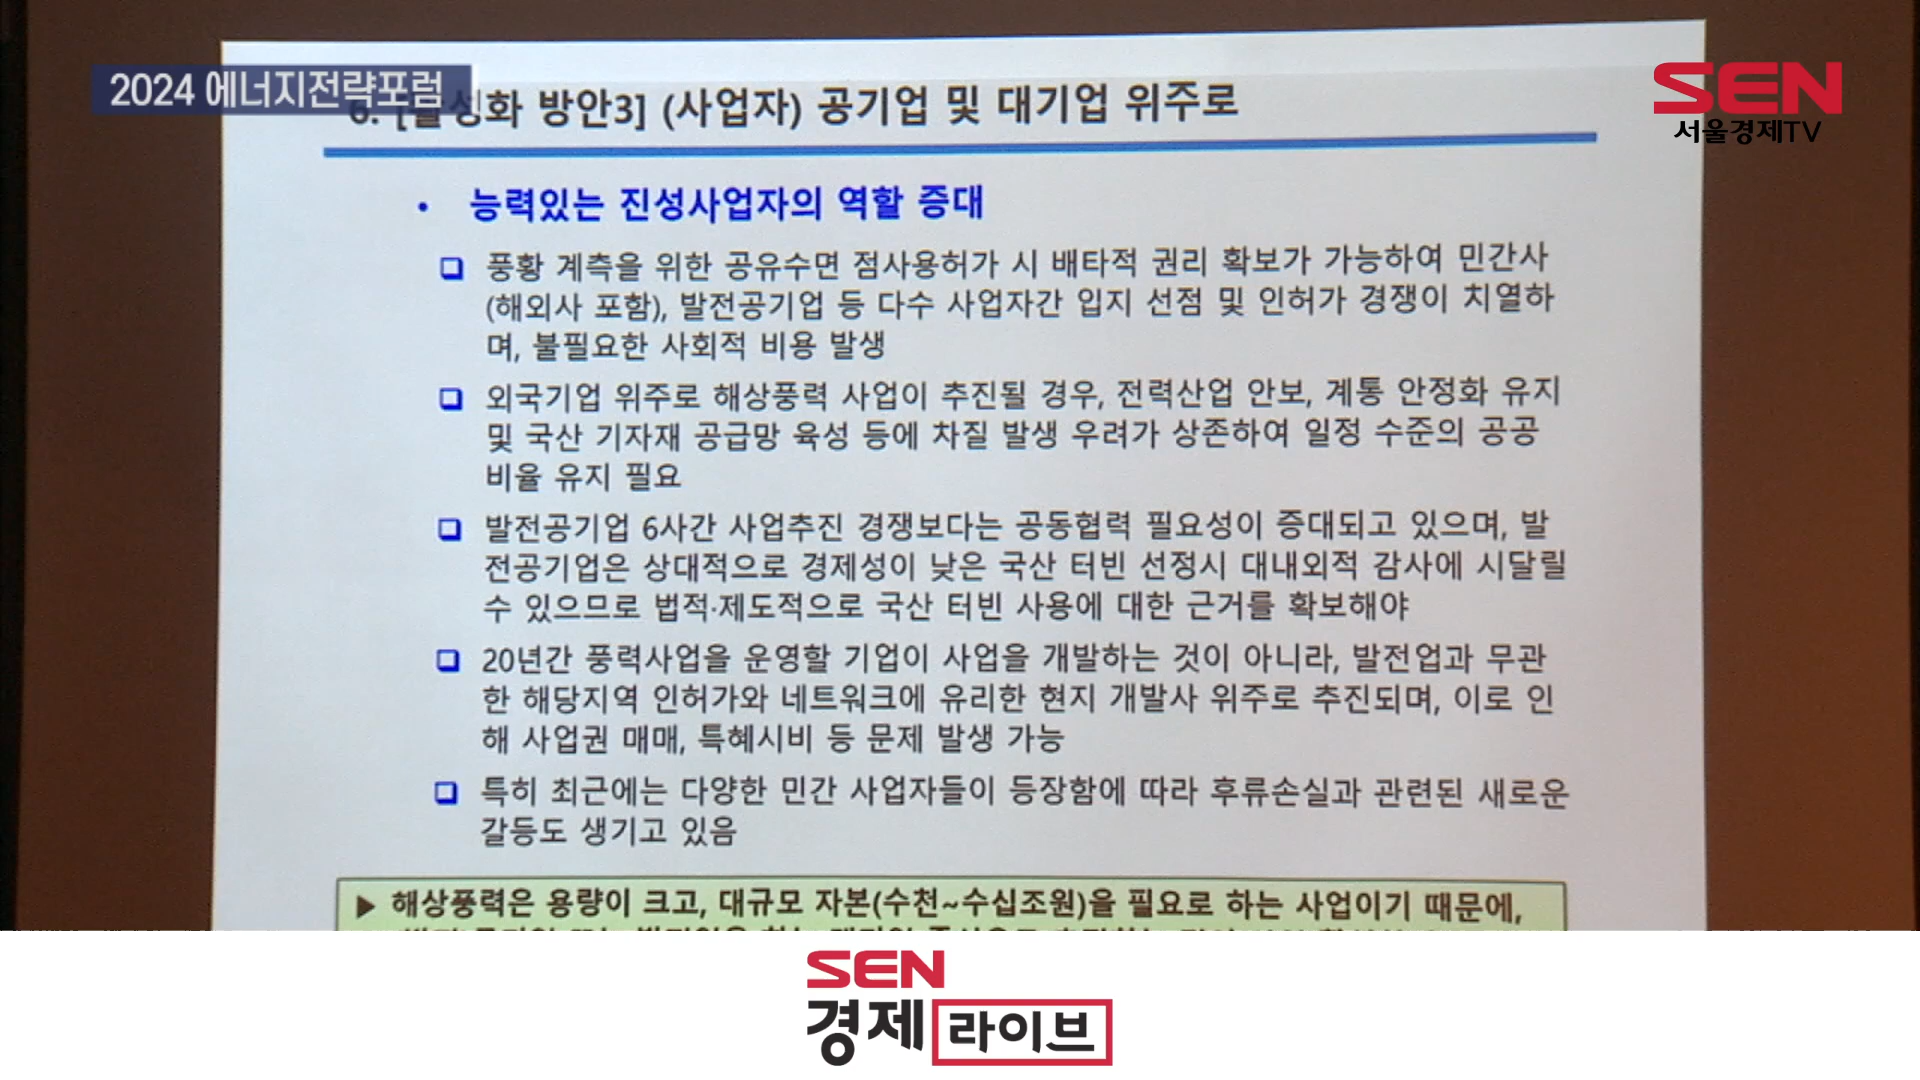 2024 에너지전략포럼
SEN
서울경제TV
6. [활성화 방안3] (사업자) 공기업 및 대기업 위주로
• 능력있는 진성사업자의 역할 증대
❑ 풍황 계측을 위한 공유수면 점사용허가 시 배타적 권리 확보가 가능하여 민간사
(해외사 포함), 발전공기업 등 다수 사업자간 입지 선점 및 인허가 경쟁이 치열하
며, 불필요한 사회적 비용 발생
❑ 외국기업 위주로 해상풍력 사업이 추진될 경우, 전력산업 안보, 계통 안정화 유지
및 국산 기자재 공급망 육성 등에 차질 발생 우려가 상존하여 일정 수준의 공공
비율 유지 필요
❑ 발전공기업 6사간 사업추진 경쟁보다는 공동협력 필요성이 증대되고 있으며, 발
전공기업은 상대적으로 경제성이 낮은 국산 터빈 선정시 대내외적 감사에 시달릴
수 있으므로 법적·제도적으로 국산 터빈 사용에 대한 근거를 확보해야
❑ 20년간 풍력사업을 운영할 기업이 사업을 개발하는 것이 아니라, 발전업과 무관
한 해당지역 인허가와 네트워크에 유리한 현지 개발사 위주로 추진되며, 이로 인
해 사업권 매매, 특혜시비 등 문제 발생 가능
❑ 특히 최근에는 다양한 민간 사업자들이 등장함에 따라 후류손실과 관련된 새로운
갈등도 생기고 있음
▶ 해상풍력은 용량이 크고, 대규모 자본(수천~수십조원)을 필요로 하는 사업이기 때문에,
SEN
경제 라이브